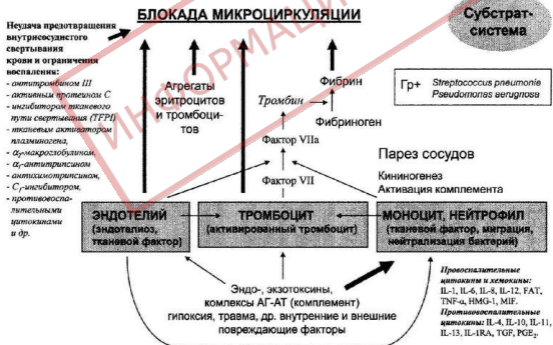 БЛОКАДА МИКРОЦИРКУЛЯЦИИ
Субстрат-
система
Неудача предотвращения
внутрисосудистого
свертывания
крови и ограничения
воспаления:
- антитромбином III
- активным протеином С
- ингибитором тканевого
пути свертывания (TFPI)
- тканевым активатором
плазминогена,
- α₂-макроглобулином,
- α₁-антитрипсином
- антихимотрипсином,
- С₁-ингибитором,
- противовоспа-
лительными
цитокинами
и др.
Агрегаты
эритроцитов
и тромбоци-
тов
Фибрин
Тромбин
Фибриноген
Фактор VIIa
Фактор VII
Гр+
Streptococcus pneumonie
Pseudomonas aerugnosa
Парез сосудов
Кининогенез
Активация комплемента
ЭНДОТЕЛИЙ
(эндотелиоз,
тканевой фактор)
ТРОМБОЦИТ
(активированный тромбоцит)
МОНОЦИТ, НЕЙТРОФИЛ
(тканевой фактор, миграция,
нейтрализация бактерий)
Эндо-, экзотоксины,
комплексы АГ-АТ (комплемент)
гипоксия, травма, др. внутренние и внешние
повреждающие факторы
Провоспалительные
цитокины и хемокины:
IL-1, IL-6, IL-8, IL-12, FAT,
TNF-α, HMG-1, MIF.
Противовоспалительные
цитокины: IL-4, IL-10, IL-11,
IL-13, IL-1RA, TGF, PGE₂.